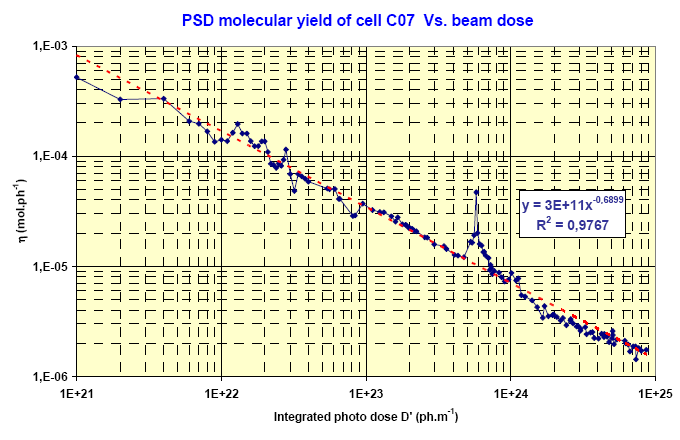 PSD molecular yield of cell C07 Vs. beam dose
1,E-03
1,E-04
1,E-05
1,E-06
η (mol.ph⁻¹)
y = 3E+11x⁻⁰,⁶⁸⁹⁹
R² = 0,9767
1E+21 1E+22 1E+23 1E+24 1E+25
Integrated photo dose D' (ph.m⁻¹)